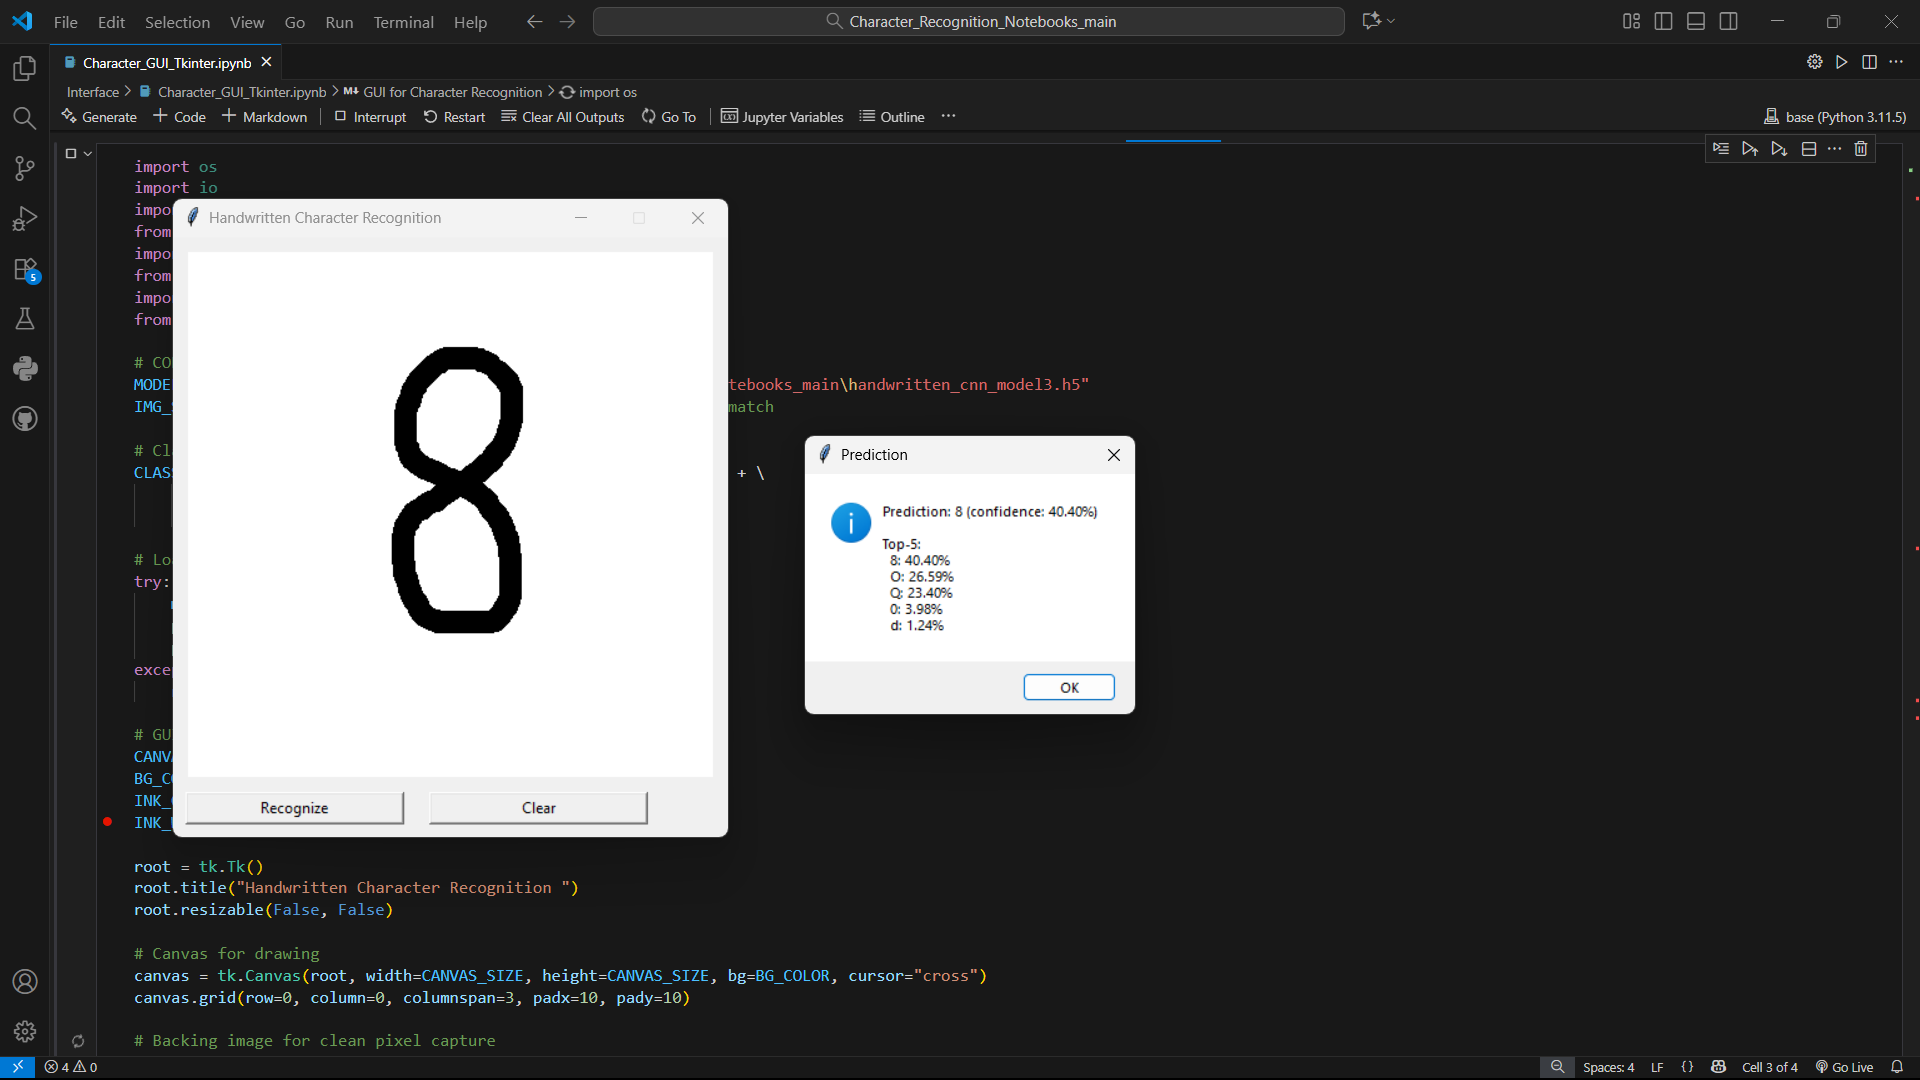 File Edit Selection View Go Run Terminal Help
Character_Recognition_Notebooks_main
Character_GUI_Tkinter.ipynb
Interface > Character_GUI_Tkinter.ipynb > M↓ GUI for Character Recognition > import os
Generate + Code + Markdown Interrupt Restart Clear All Outputs Go To Jupyter Variables Outline ...
base (Python 3.11.5)
import os
import io
impo
from
impo
from
impo
from
# CO
MODE
tebooks_main\handwritten_cnn_model3.h5"
IMG_
match
# Cl
CLAS
+ \
# Lo
try:
exce
# GU
CANV
BG_C
INK_
INK_
root = tk.Tk()
root.title("Handwritten Character Recognition ")
root.resizable(False, False)
# Canvas for drawing
canvas = tk.Canvas(root, width=CANVAS_SIZE, height=CANVAS_SIZE, bg=BG_COLOR, cursor="cross")
canvas.grid(row=0, column=0, columnspan=3, padx=10, pady=10)
# Backing image for clean pixel capture
Handwritten Character Recognition
8
Recognize
Clear
Prediction
Prediction: 8 (confidence: 40.40%)
Top-5:
8: 40.40%
O: 26.59%
Q: 23.40%
0: 3.98%
d: 1.24%
OK
5
4 0
Spaces: 4 LF {} Cell 3 of 4 Go Live